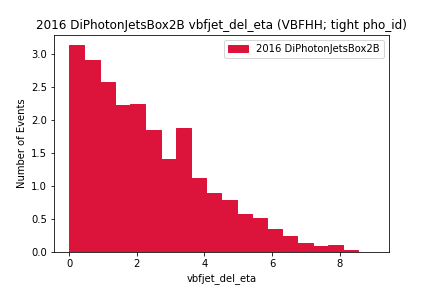 2016 DiPhotonJetsBox2B vbfjet_del_eta (VBFHH; tight pho_id)
2016 DiPhotonJetsBox2B
Number of Events
3.0
2.5
2.0
1.5
1.0
0.5
0.0
0 2 4 6 8
vbfjet_del_eta